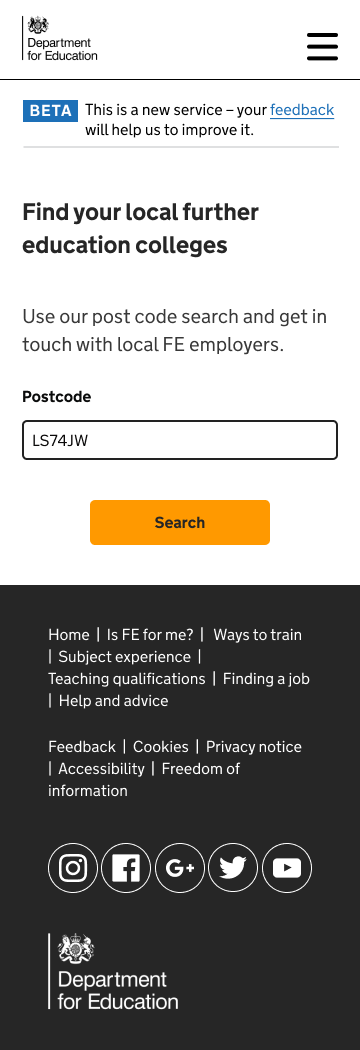 Department
for Education
BETA This is a new service – your feedback
will help us to improve it.
Find your local further
education colleges
Use our post code search and get in
touch with local FE employers.
Postcode
LS74JW
Search
Home | Is FE for me? | Ways to train
| Subject experience |
Teaching qualifications | Finding a job
| Help and advice
Feedback | Cookies | Privacy notice
| Accessibility | Freedom of
information
G+
Department
for Education